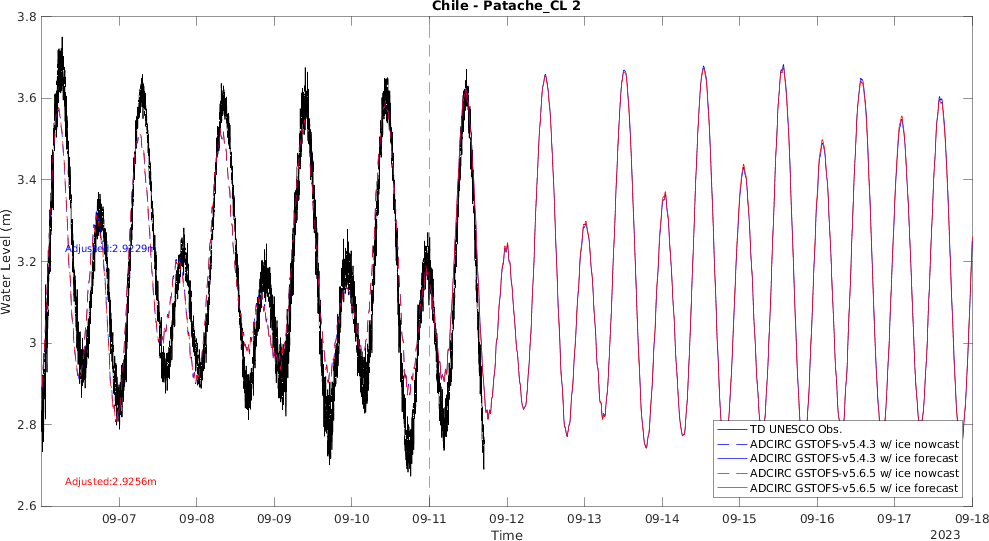 Chile - Patache_CL 2
3.8
3.6
3.4
3.2
3
2.8
2.6
Water Level (m)
Adjusted:2.9229m
Adjusted:2.9256m
TD UNESCO Obs.
ADCIRC GSTOFS-v5.4.3 w/ ice nowcast
ADCIRC GSTOFS-v5.4.3 w/ ice forecast
ADCIRC GSTOFS-v5.6.5 w/ ice nowcast
ADCIRC GSTOFS-v5.6.5 w/ ice forecast
09-07 09-08 09-09 09-10 09-11 09-12 09-13 09-14 09-15 09-16 09-17 09-18
Time
2023